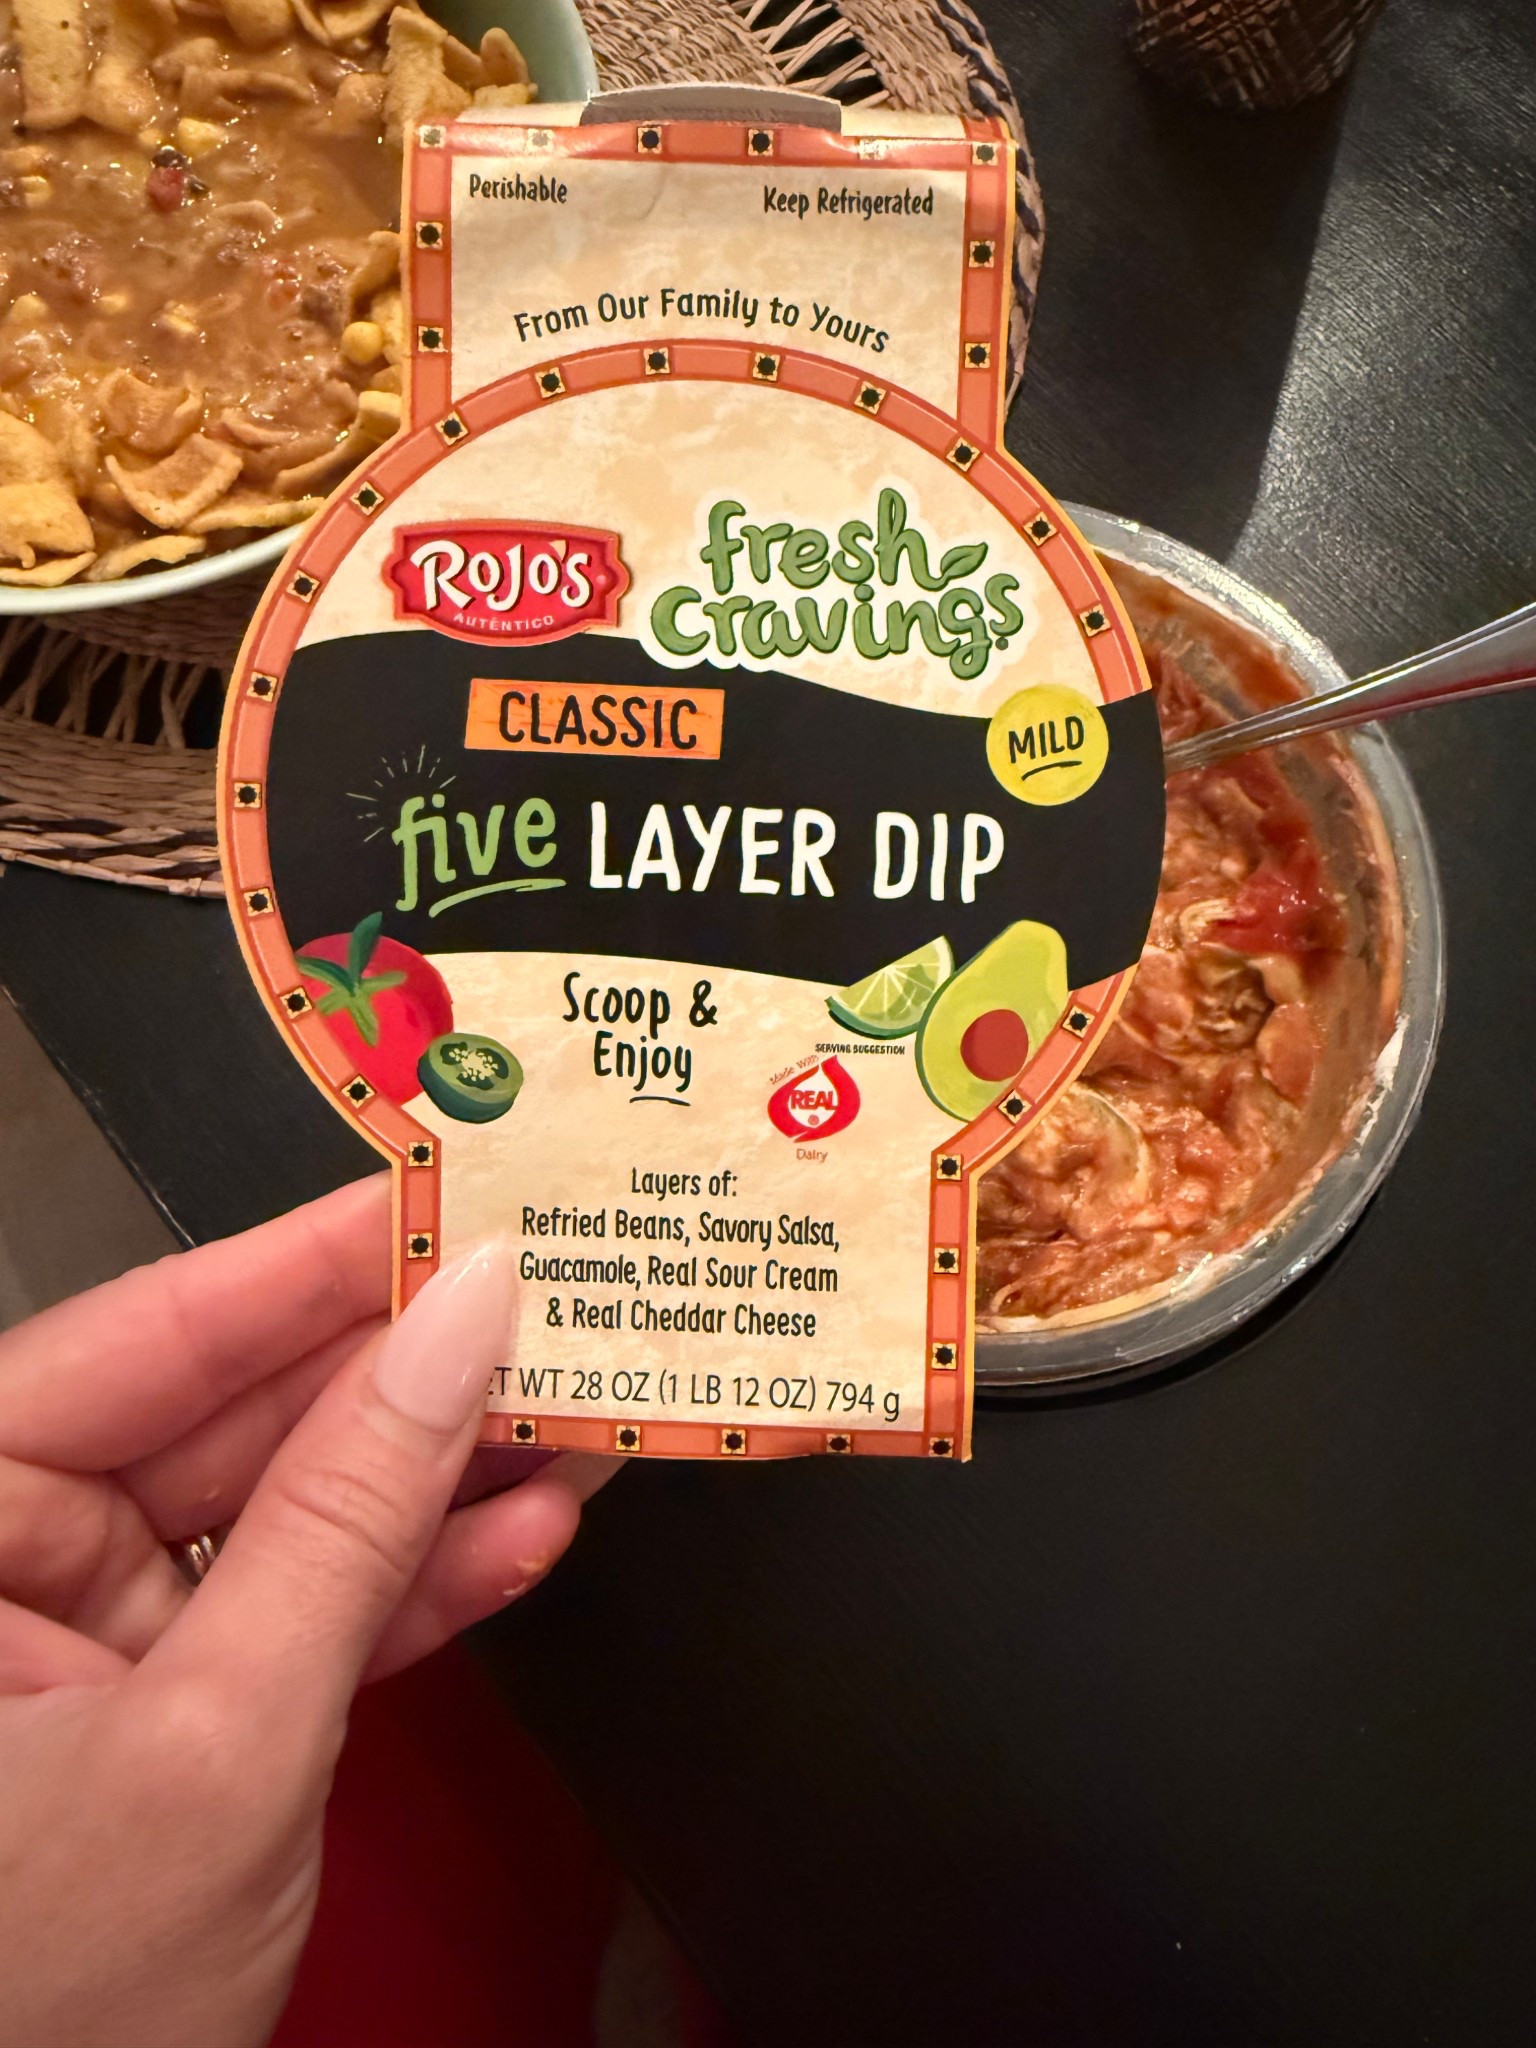 Perishable
Keep Refrigerated
From Our Family to Yours
ROJO'S
AUTÉNTICO
fresh
Cravings®
CLASSIC
MILD
five LAYER DIP
Scoop &
Enjoy
SERVING SUGGESTION
Made With
REAL
®
Dairy
Layers of:
Refried Beans, Savory Salsa,
Guacamole, Real Sour Cream
& Real Cheddar Cheese
WT 28 OZ (1 LB 12 OZ) 794 g